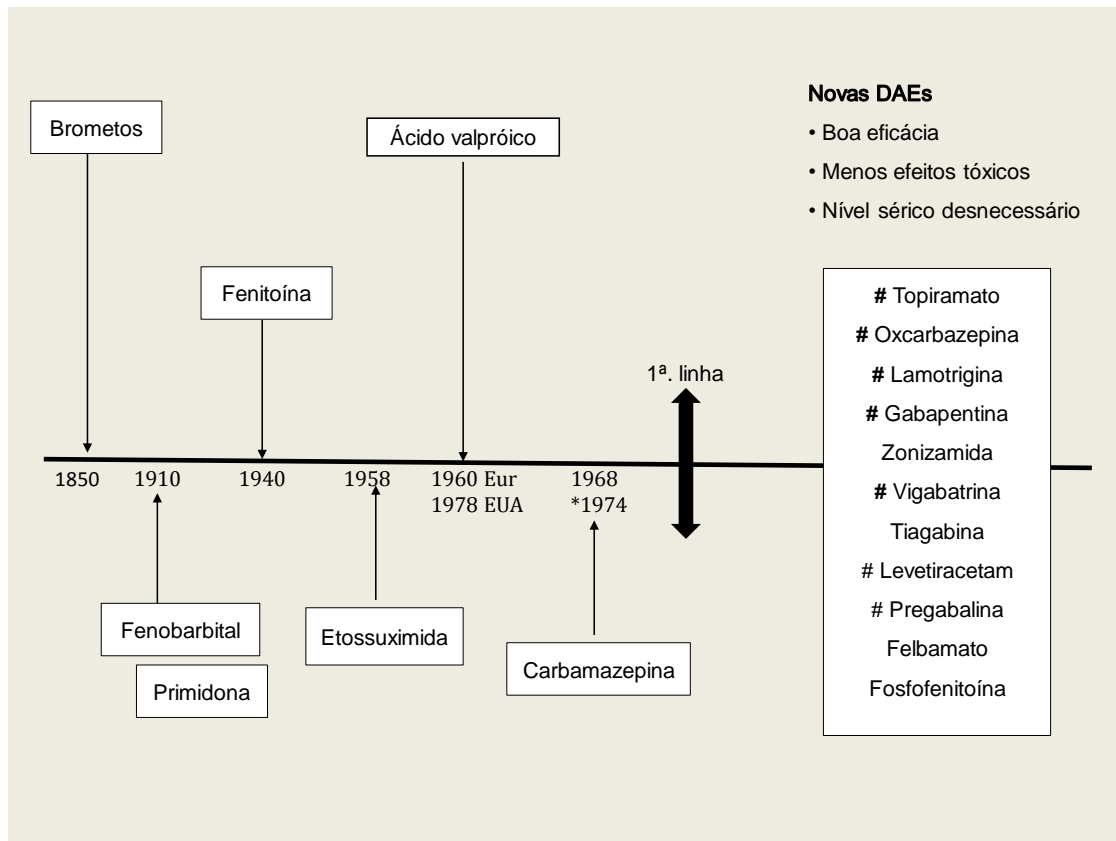 Novas DAEs
• Boa eficácia
• Menos efeitos tóxicos
• Nível sérico desnecessário
Brometos
Ácido valpróico
Fenitoína
1ª. linha
1850
1910
1940
1958
1960 Eur
1978 EUA
1968
*1974
Fenobarbital
Primidona
Etossuximida
Carbamazepina
# Topiramato
# Oxcarbazepina
# Lamotrigina
# Gabapentina
Zonizamida
# Vigabatrina
Tiagabina
# Levetiracetam
# Pregabalina
Felbamato
Fosfofenitoína